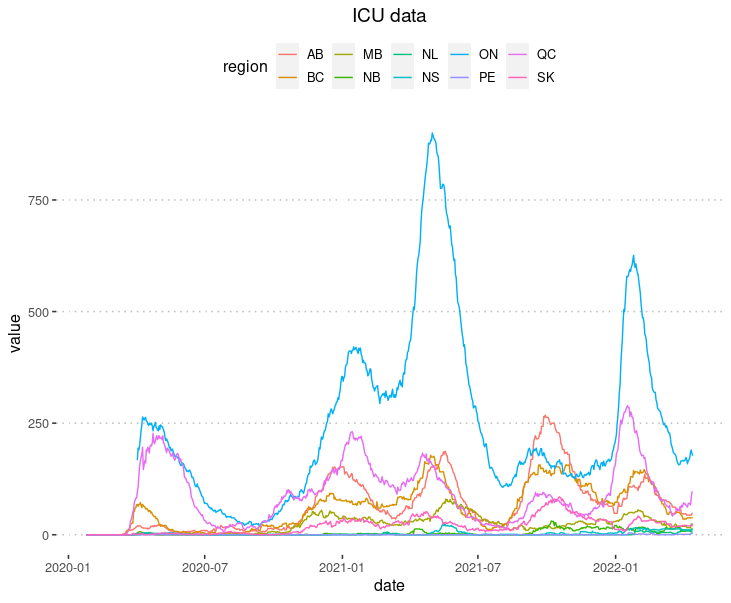 ICU data
region
AB MB NL ON QC
BC NB NS PE SK
value
750
500
250
0
2020-01 2020-07 2021-01 2021-07 2022-01
date